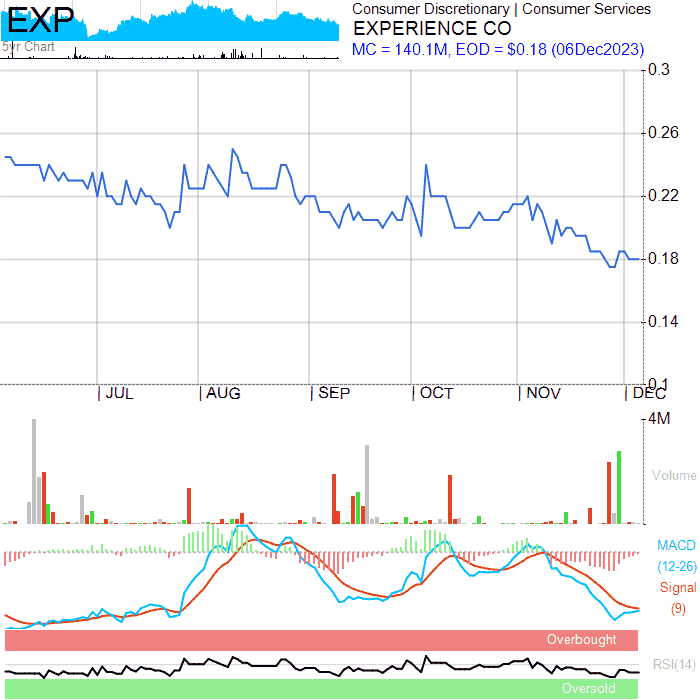 EXP
5yr Chart
Consumer Discretionary | Consumer Services
EXPERIENCE CO
MC = 140.1M, EOD = $0.18 (06Dec2023)
0.3
0.26
0.22
0.18
0.14
0.1
JUL
AUG
SEP
OCT
NOV
DEC
4M
Volume
MACD
(12-26)
Signal
(9)
Overbought
RSI(14)
Oversold